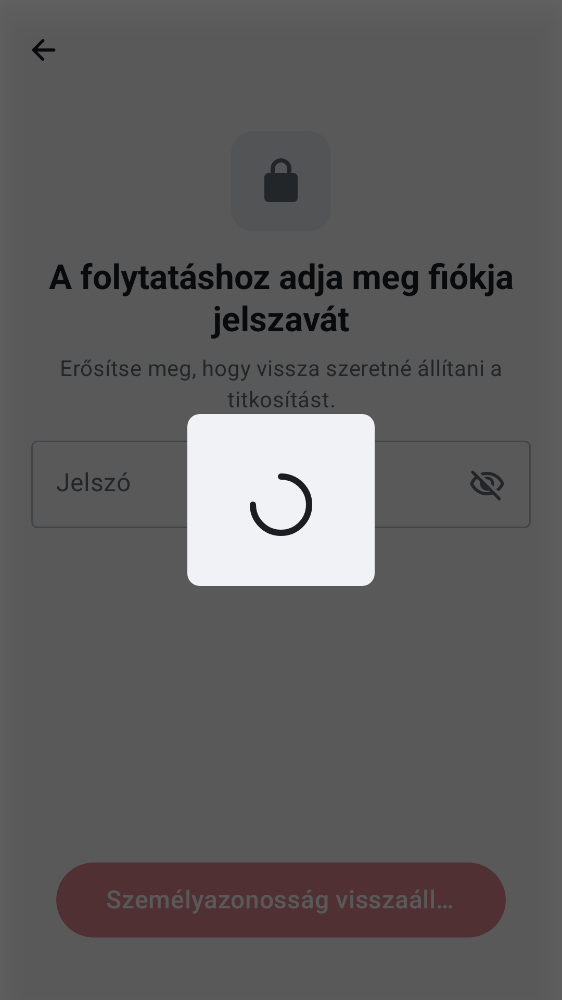 A folytatáshoz adja meg fiókja
jelszavát
Erősítse meg, hogy vissza szeretné állítani a
titkosítást.
Jelszó
Személyazonosság visszaáll…